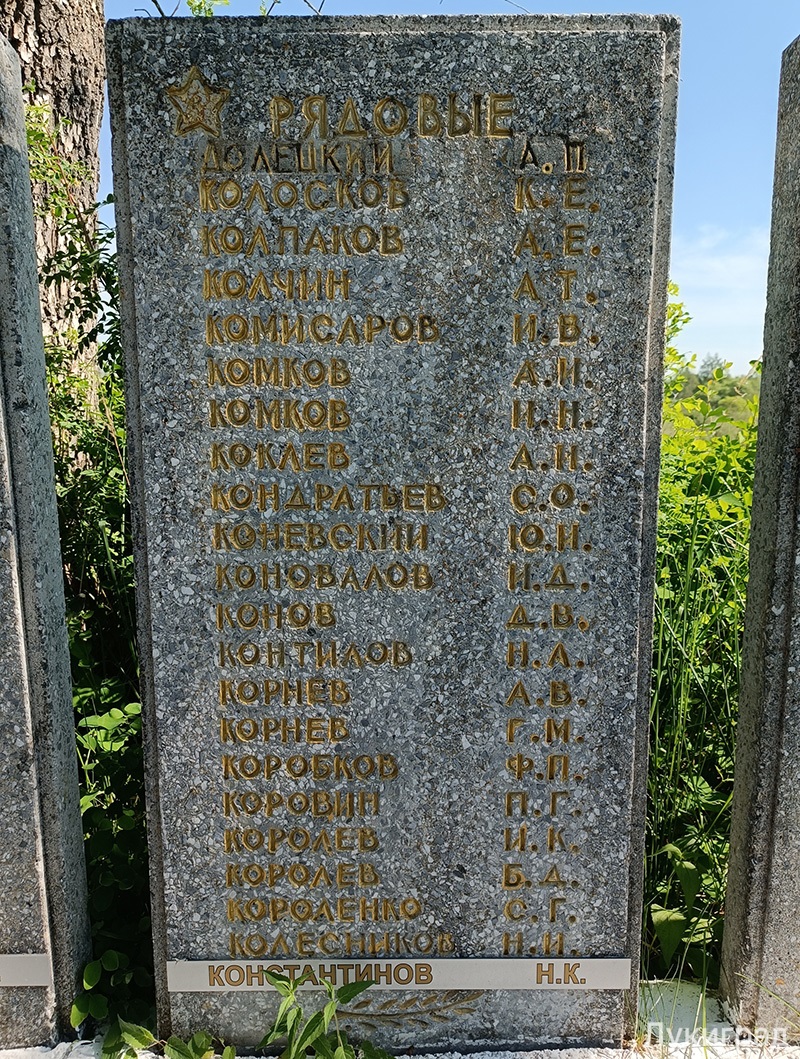 РЯДОВЫЕ
ДОЛЕЦКИЙ А.П
КОЛОСКОВ К.Е.
КОЛПАКОВ А.Е.
КОЛЧИН А.Т.
КОМИСАРОВ И.В.
КОМКОВ А.И.
КОМКОВ И.Н.
КОКЛЕВ А.Н.
КОНДРАТЬЕВ С.О.
КОНЕВСКИЙ Ю.И.
КОНОВАЛОВ И.Д.
КОНОВ Д.В.
КОНТИЛОВ Н.Л.
КОРНЕВ А.В.
КОРНЕВ Г.М.
КОРОБКОВ Ф.П.
КОРОВИН П.Г.
КОРОЛЕВ И.К.
КОРОЛЕВ Б.Д.
КОРОЛЕНКО С.Г.
КОЛЕСНИКОВ Н.И.
КОНСТАНТИНОВ Н.К.
Лукиград